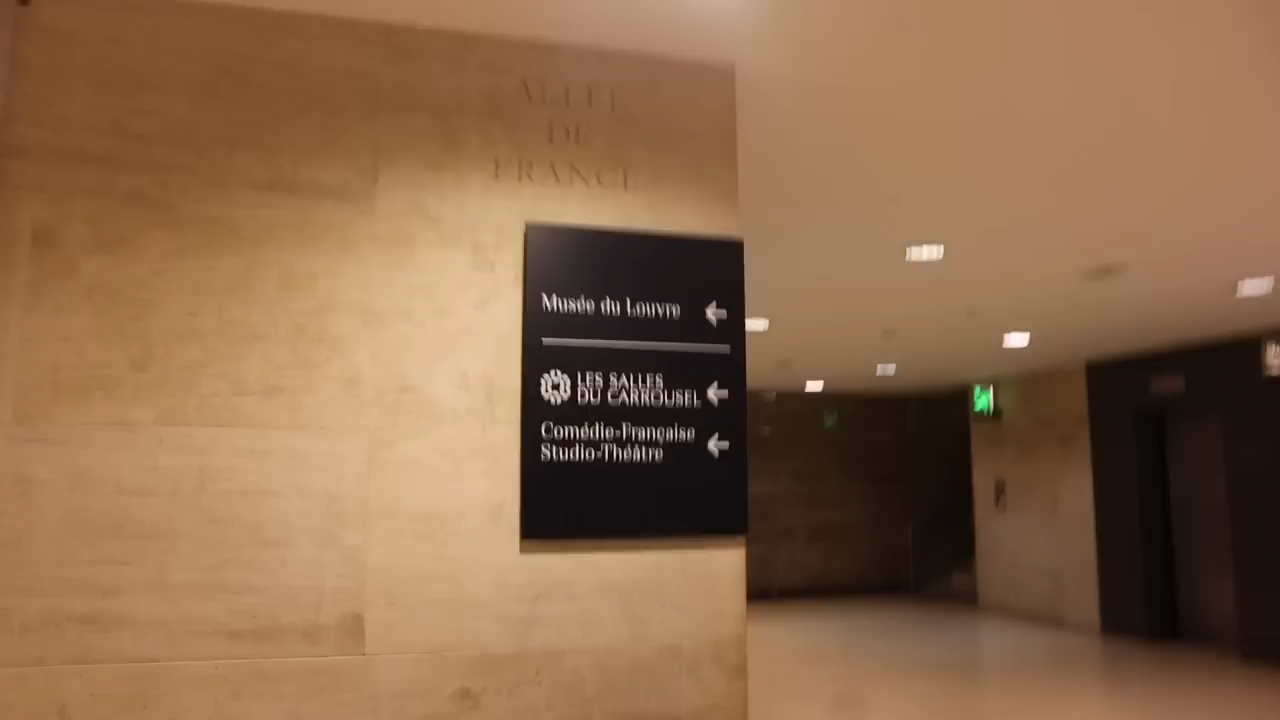 ALLÉE
DE
FRANCE
Musée du Louvre
LES SALLES
DU CARROUSEL
Comédie-Française
Studio-Théâtre